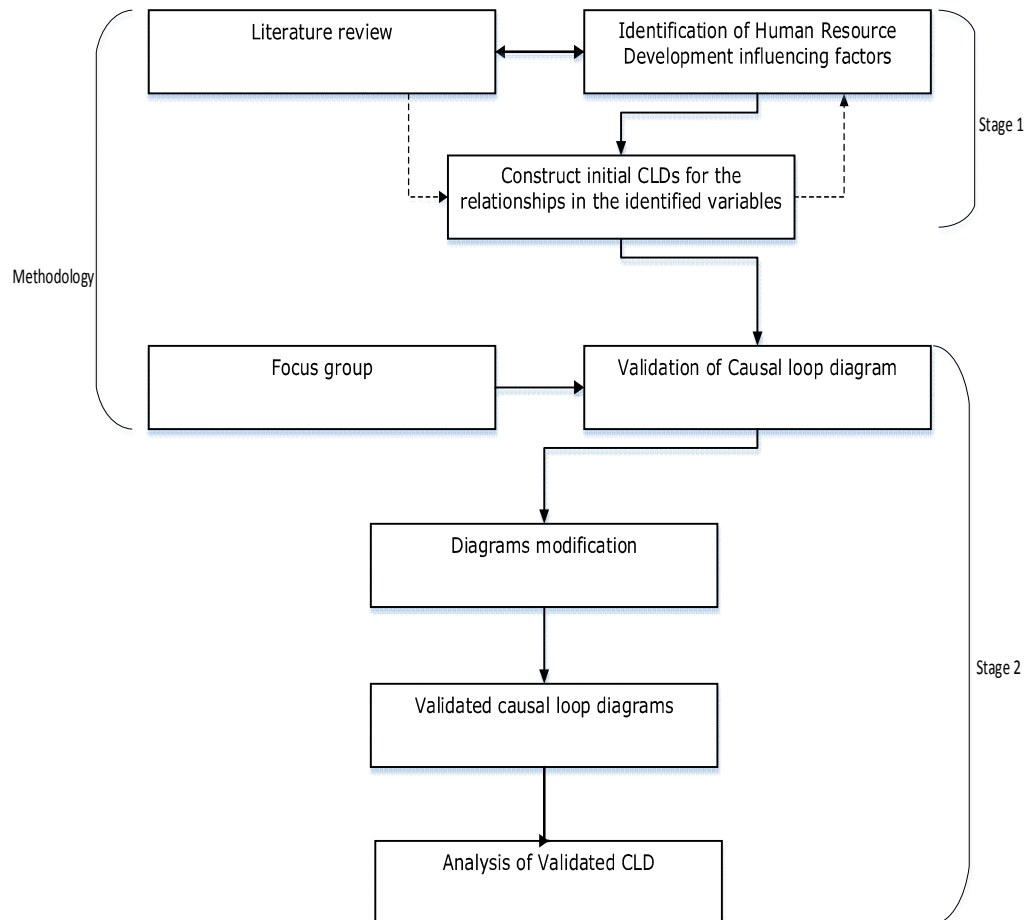 Literature review
Identification of Human Resource
Development influencing factors
Stage 1
Construct initial CLDs for the
relationships in the identified variables
Methodology
Focus group
Validation of Causal loop diagram
Diagrams modification
Stage 2
Validated causal loop diagrams
Analysis of Validated CLD